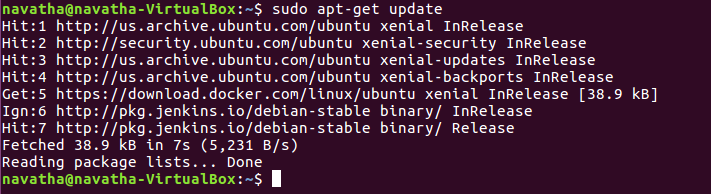 navatha@navatha-VirtualBox:~$ sudo apt-get update
Hit:1 http://us.archive.ubuntu.com/ubuntu xenial InRelease
Hit:2 http://security.ubuntu.com/ubuntu xenial-security InRelease
Hit:3 http://us.archive.ubuntu.com/ubuntu xenial-updates InRelease
Hit:4 http://us.archive.ubuntu.com/ubuntu xenial-backports InRelease
Get:5 https://download.docker.com/linux/ubuntu xenial InRelease [38.9 kB]
Ign:6 http://pkg.jenkins.io/debian-stable binary/ InRelease
Hit:7 http://pkg.jenkins.io/debian-stable binary/ Release
Fetched 38.9 kB in 7s (5,231 B/s)
Reading package lists... Done
navatha@navatha-VirtualBox:~$